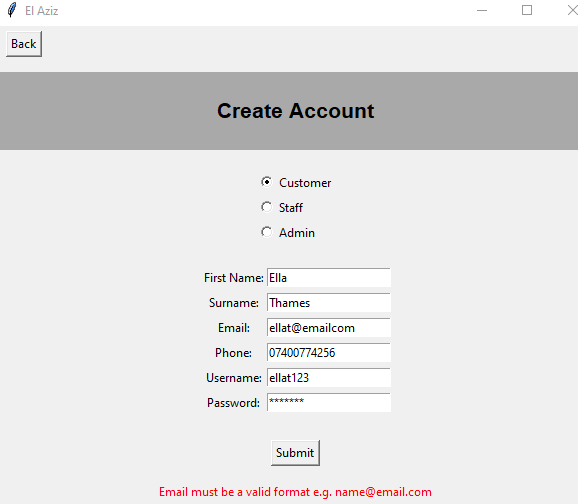 El Aziz
Back
Create Account
Customer
Staff
Admin
First Name: Ella
Surname: Thames
Email: ellat@emailcom
Phone: 07400774256
Username: ellat123
Password: *******
Submit
Email must be a valid format e.g. name@email.com